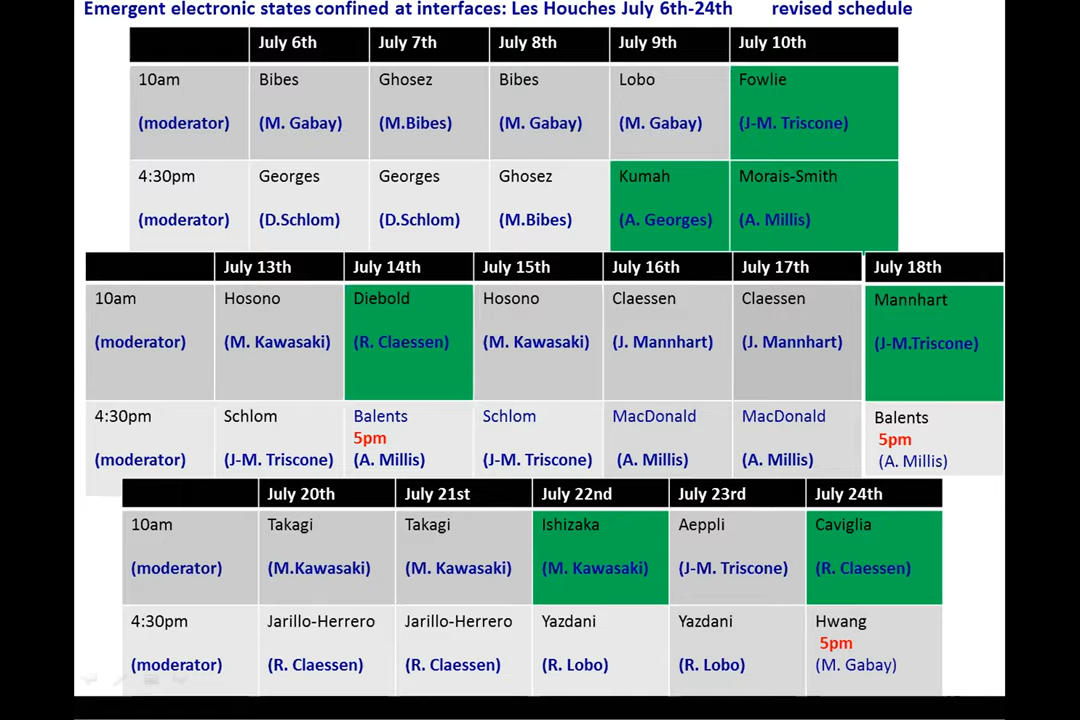 Emergent electronic states confined at interfaces: Les Houches July 6th-24th revised schedule
July 6th July 7th July 8th July 9th July 10th
10am Bibes Ghosez Bibes Lobo Fowlie
(moderator) (M. Gabay) (M.Bibes) (M. Gabay) (M. Gabay) (J-M. Triscone)
4:30pm Georges Georges Ghosez Kumah Morais-Smith
(moderator) (D.Schlom) (D.Schlom) (M.Bibes) (A. Georges) (A. Millis)
July 13th July 14th July 15th July 16th July 17th July 18th
10am Hosono Diebold Hosono Claessen Claessen Mannhart
(moderator) (M. Kawasaki) (R. Claessen) (M. Kawasaki) (J. Mannhart) (J. Mannhart) (J-M.Triscone)
4:30pm Schlom Balents Schlom MacDonald MacDonald Balents
5pm 5pm
(moderator) (J-M. Triscone) (A. Millis) (J-M. Triscone) (A. Millis) (A. Millis) (A. Millis)
July 20th July 21st July 22nd July 23rd July 24th
10am Takagi Takagi Ishizaka Aeppli Caviglia
(moderator) (M.Kawasaki) (M. Kawasaki) (M. Kawasaki) (J-M. Triscone) (R. Claessen)
4:30pm Jarillo-Herrero Jarillo-Herrero Yazdani Yazdani Hwang
5pm
(moderator) (R. Claessen) (R. Claessen) (R. Lobo) (R. Lobo) (M. Gabay)